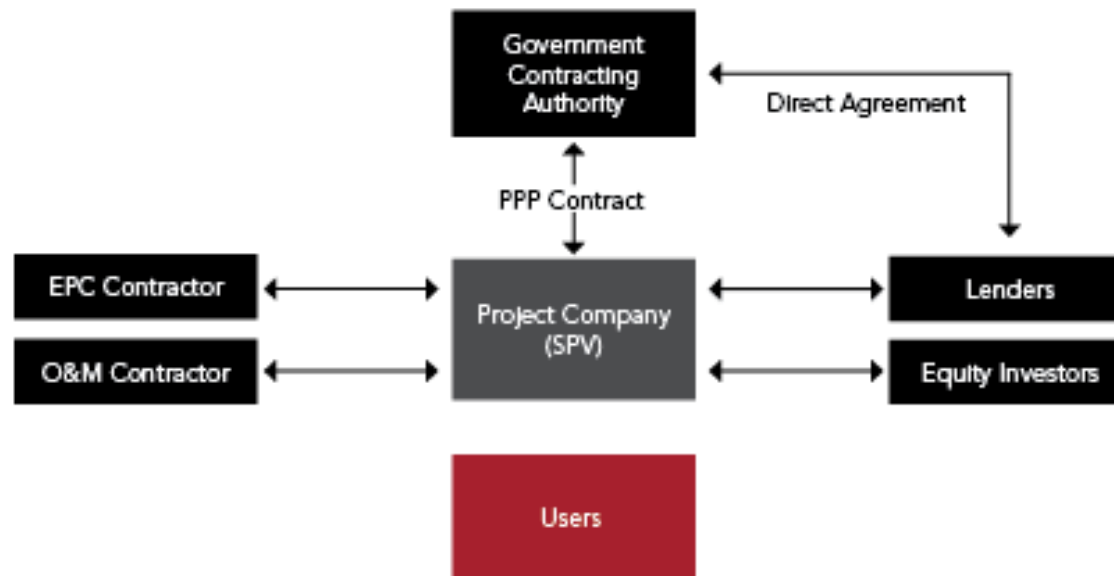 Government
Contracting
Authority
Direct Agreement
PPP Contract
EPC Contractor
Project Company
(SPV)
Lenders
O&M Contractor
Equity Investors
Users